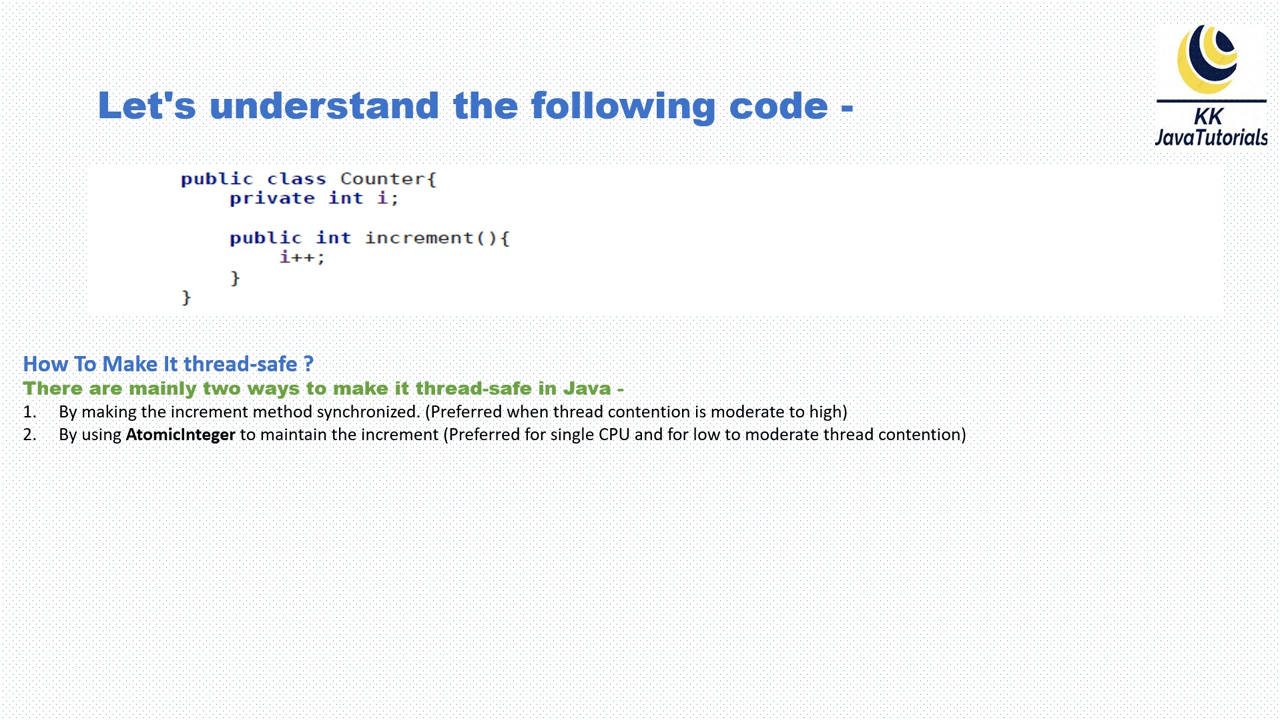 KK
JavaTutorials
Let's understand the following code -
public class Counter{
private int i;
public int increment(){
i++;
}
}
How To Make It thread-safe ?
There are mainly two ways to make it thread-safe in Java -
1. By making the increment method synchronized. (Preferred when thread contention is moderate to high)
2. By using AtomicInteger to maintain the increment (Preferred for single CPU and for low to moderate thread contention)